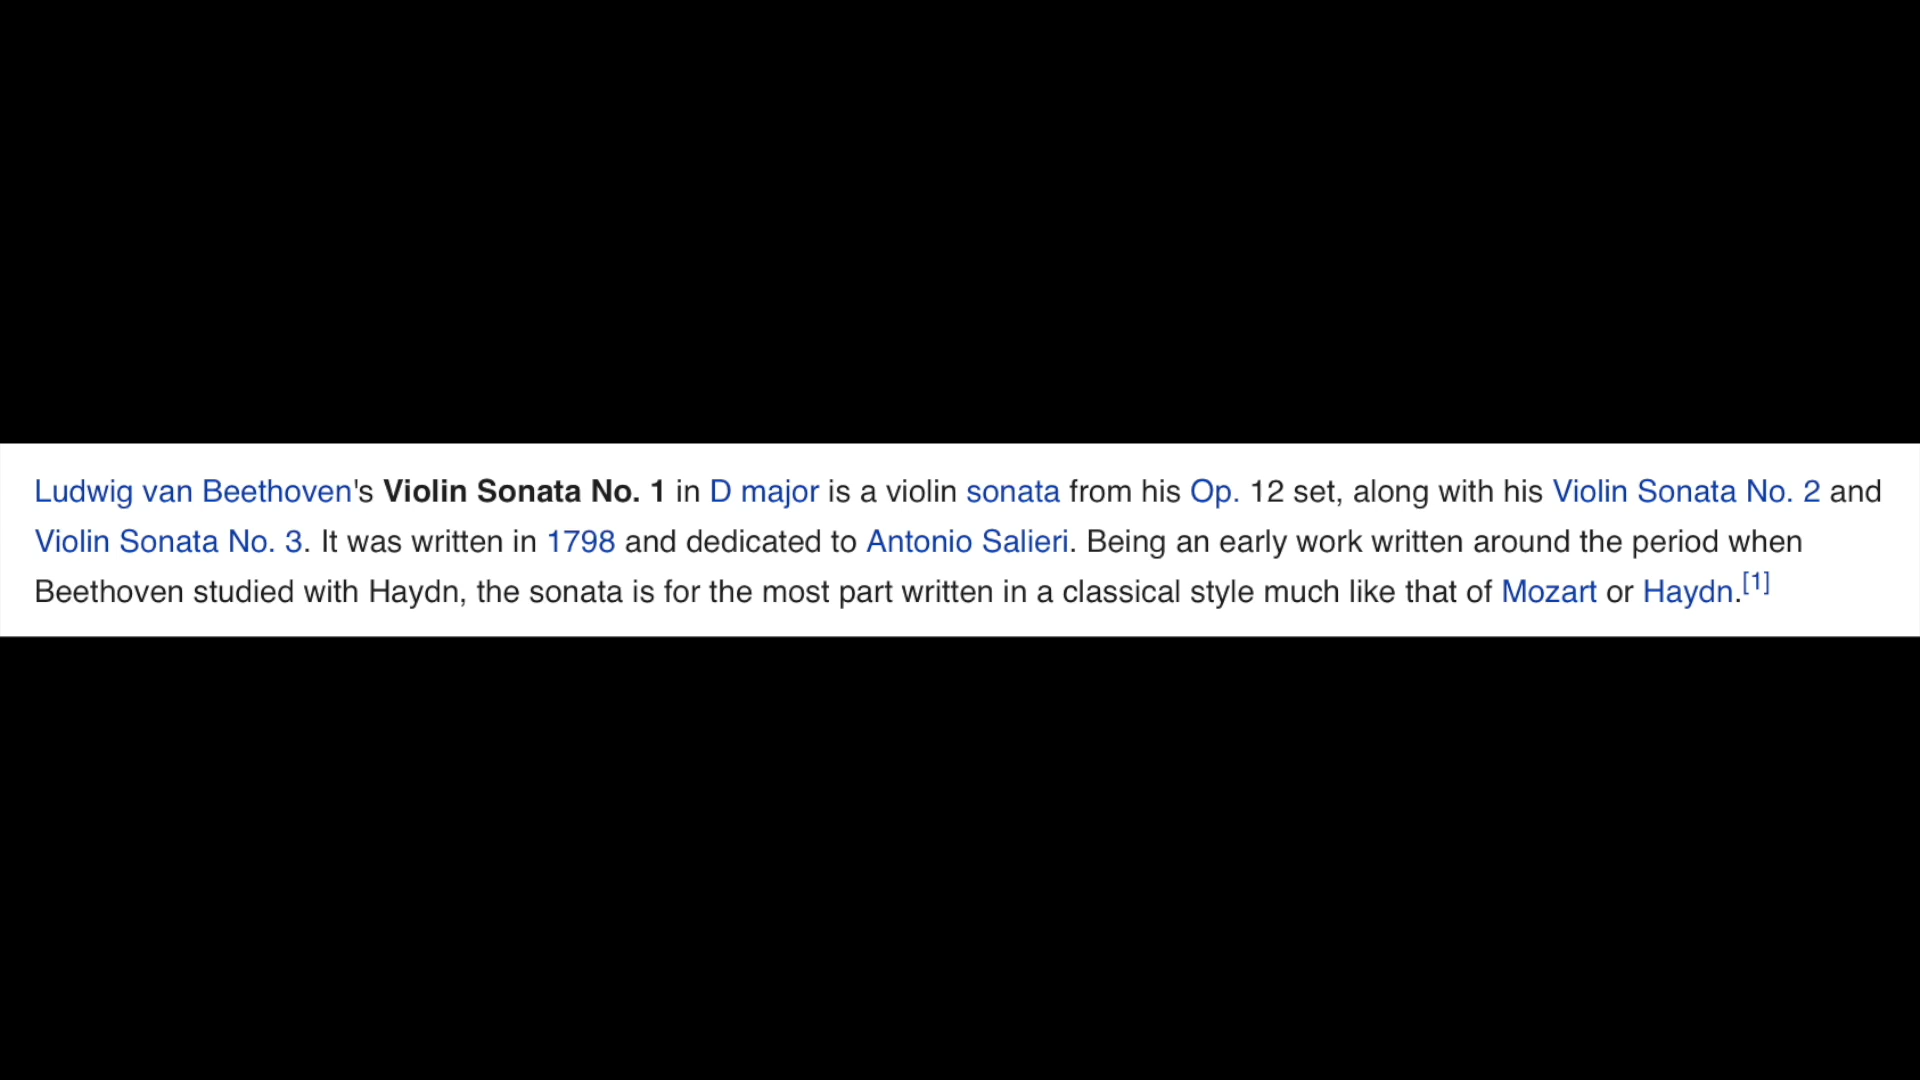 Ludwig van Beethoven's Violin Sonata No. 1 in D major is a violin sonata from his Op. 12 set, along with his Violin Sonata No. 2 and
Violin Sonata No. 3. It was written in 1798 and dedicated to Antonio Salieri. Being an early work written around the period when
Beethoven studied with Haydn, the sonata is for the most part written in a classical style much like that of Mozart or Haydn.[1]